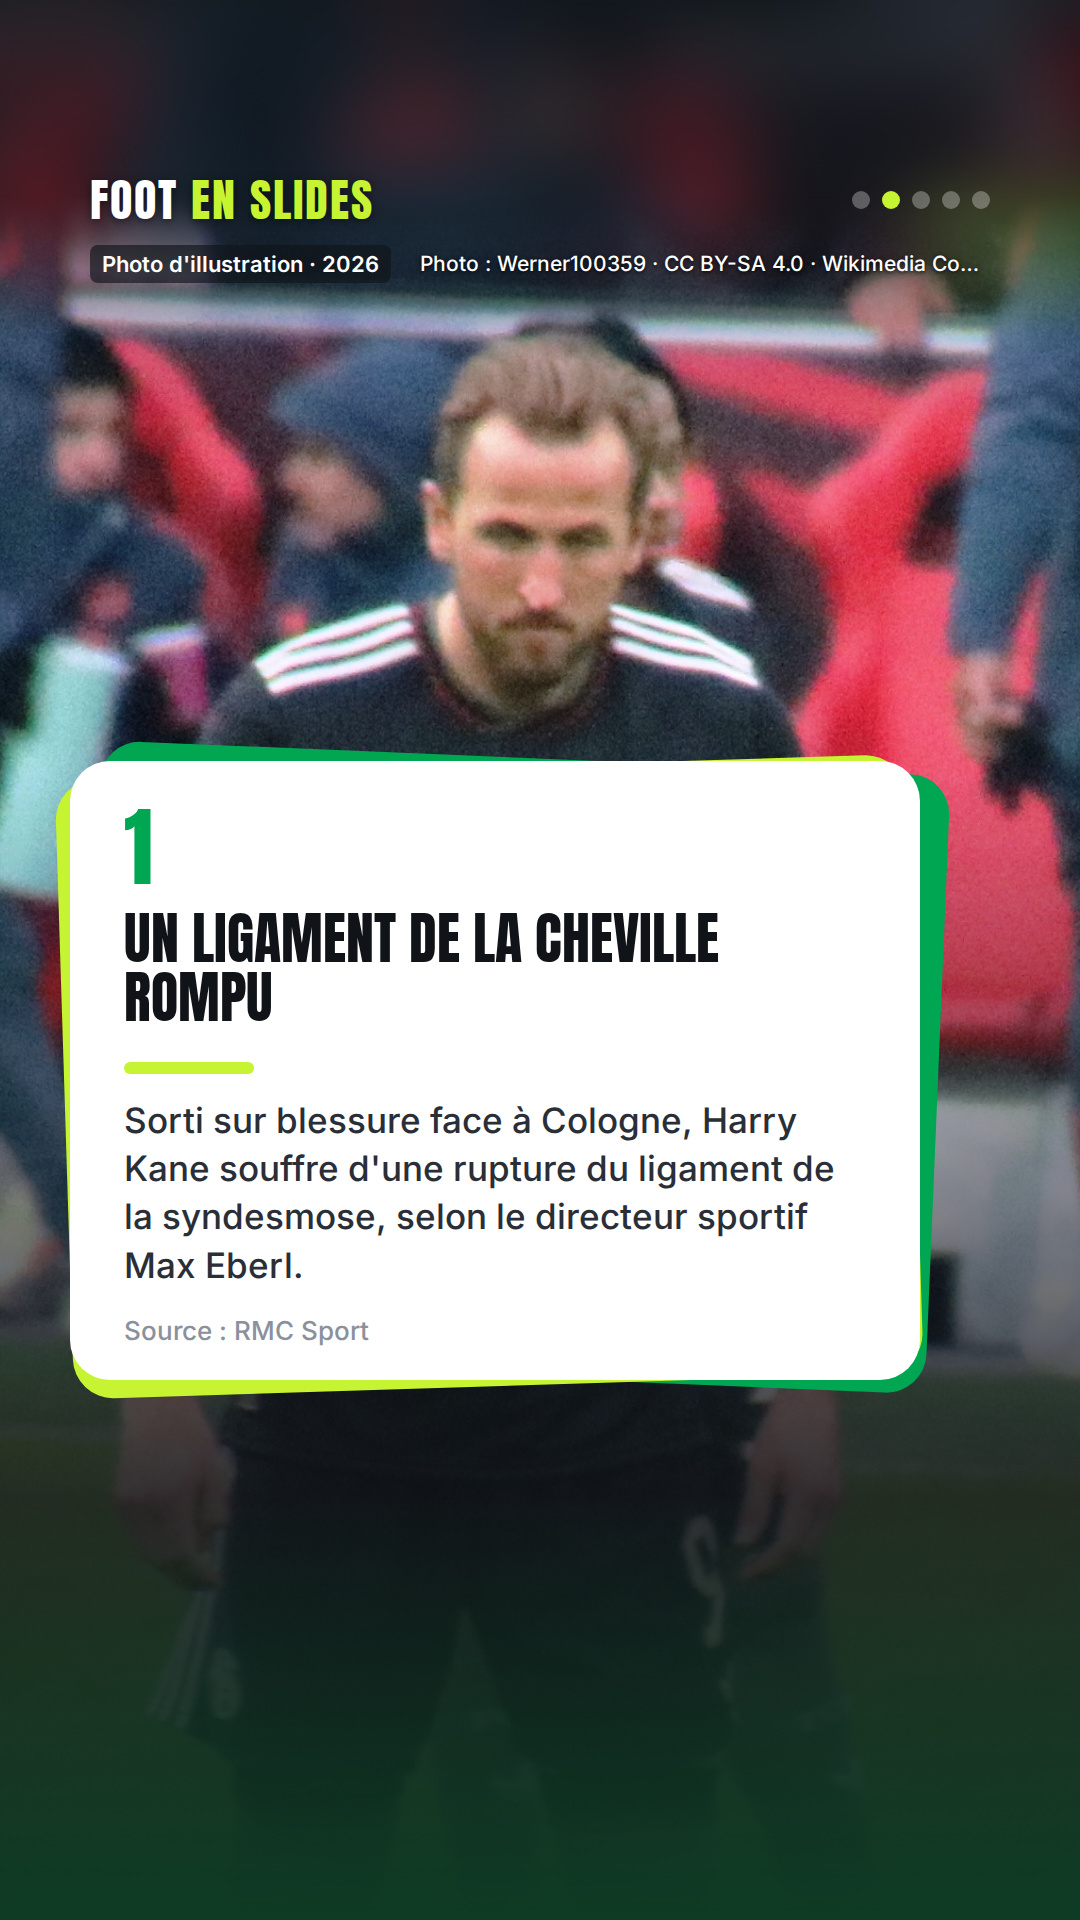 FOOT EN SLIDES
Photo d'illustration · 2026
Photo : Werner100359 · CC BY-SA 4.0 · Wikimedia Co...
1
UN LIGAMENT DE LA CHEVILLE
ROMPU
Sorti sur blessure face à Cologne, Harry
Kane souffre d'une rupture du ligament de
la syndesmose, selon le directeur sportif
Max Eberl.
Source : RMC Sport